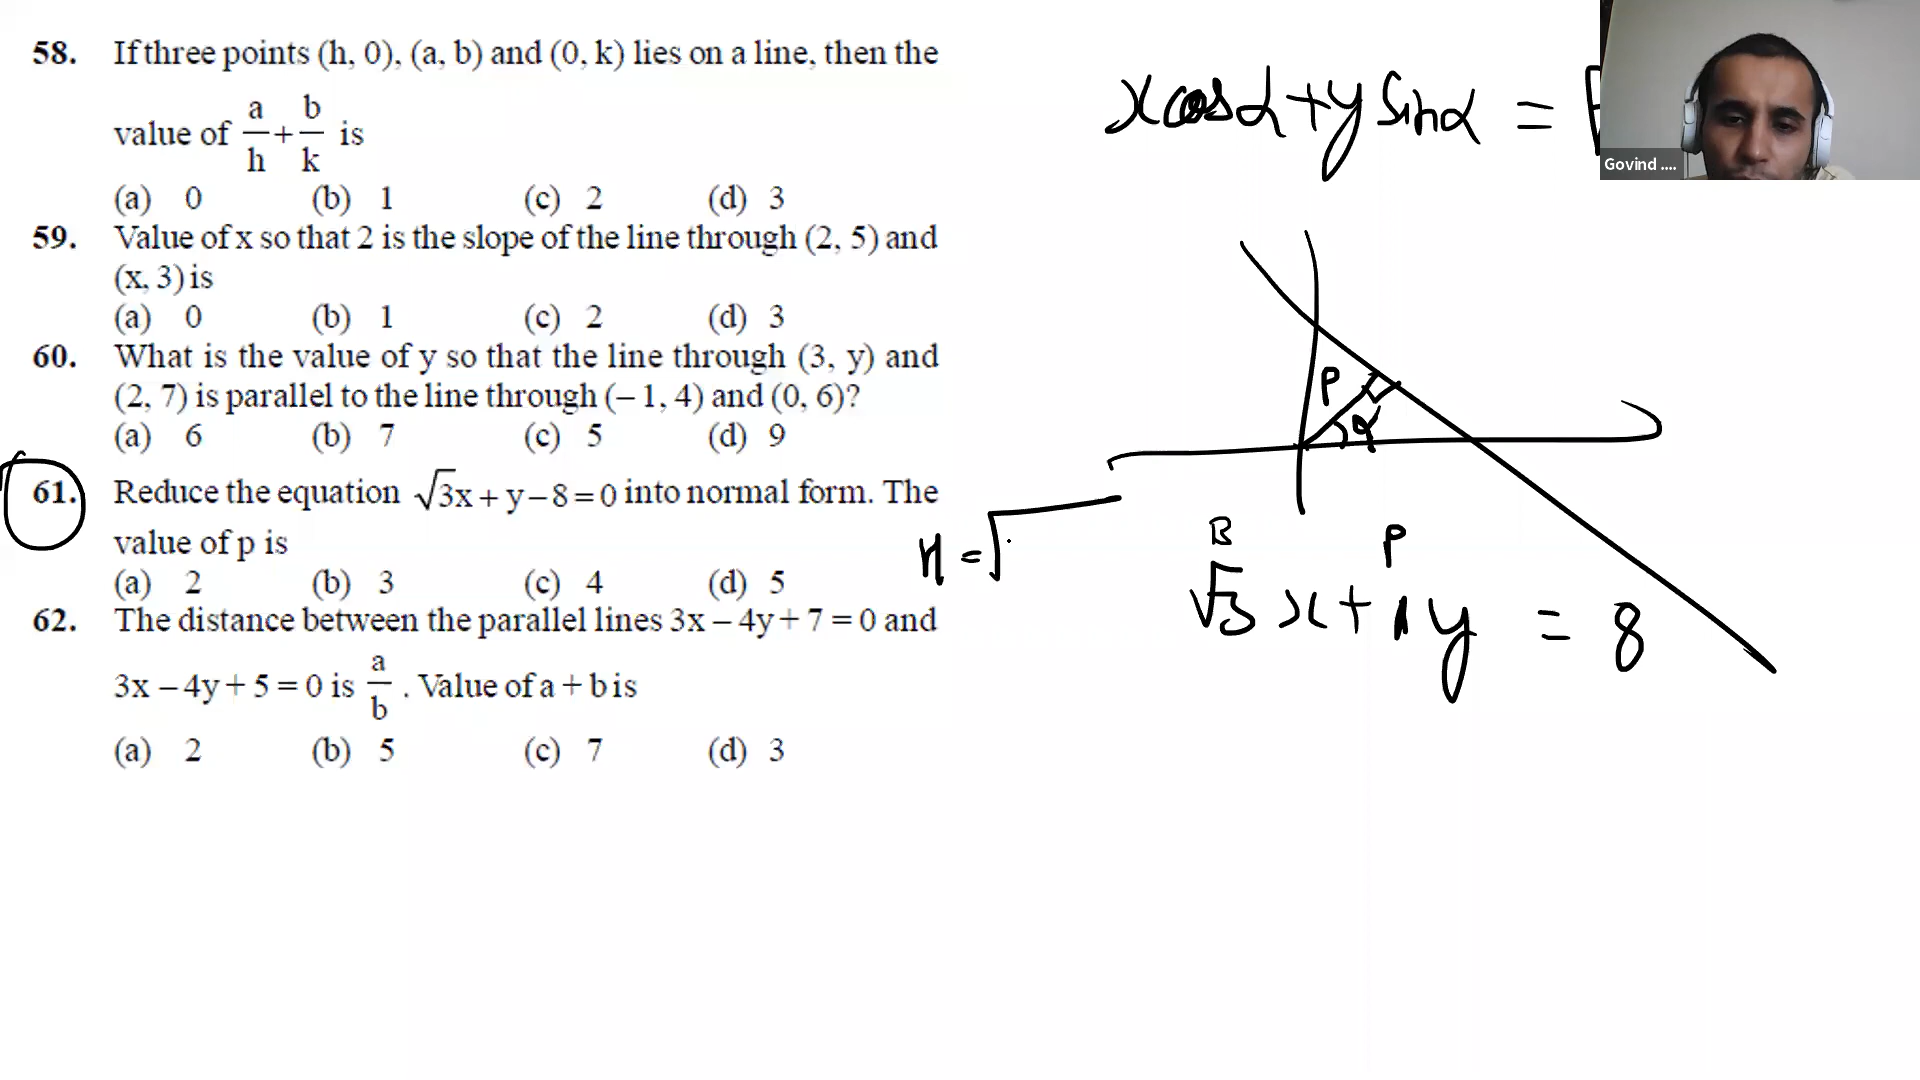 58. If three points (h, 0), (a, b) and (0, k) lies on a line, then the
value of a/h + b/k is
(a) 0 (b) 1 (c) 2 (d) 3
59. Value of x so that 2 is the slope of the line through (2, 5) and
(x, 3) is
(a) 0 (b) 1 (c) 2 (d) 3
60. What is the value of y so that the line through (3, y) and
(2, 7) is parallel to the line through (– 1, 4) and (0, 6)?
(a) 6 (b) 7 (c) 5 (d) 9
61. Reduce the equation √3x + y – 8 = 0 into normal form. The
value of p is
(a) 2 (b) 3 (c) 4 (d) 5
62. The distance between the parallel lines 3x – 4y + 7 = 0 and
3x – 4y + 5 = 0 is a/b . Value of a + b is
(a) 2 (b) 5 (c) 7 (d) 3
x cosα + y sinα =
Govind ....
P
α
H = √
B P
√3 x + 1 y = 8